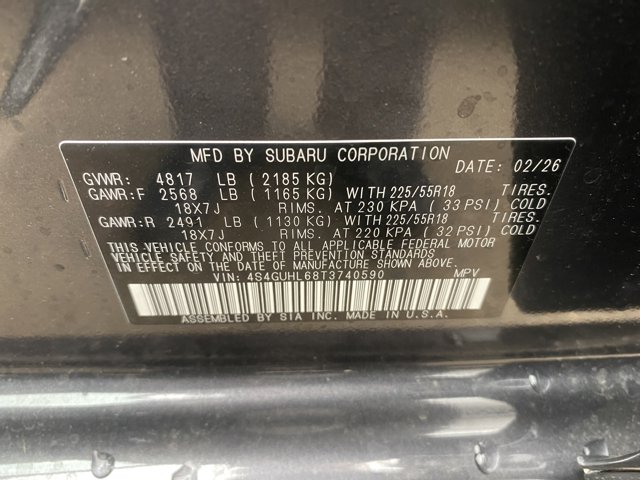 MFD BY SUBARU CORPORATION DATE: 02/26
GVWR: 4817 LB (2185 KG)
GAWR:F 2568 LB (1165 KG) WITH 225/55R18 TIRES.
18X7J RIMS. AT 230 KPA (33 PSI) COLD
GAWR:R 2491 LB (1130 KG) WITH 225/55R18 TIRES.
18X7J RIMS. AT 220 KPA (32 PSI) COLD
THIS VEHICLE CONFORMS TO ALL APPLICABLE FEDERAL MOTOR
VEHICLE SAFETY AND THEFT PREVENTION STANDARDS
IN EFFECT ON THE DATE OF MANUFACTURE SHOWN ABOVE.
VIN: 4S4GUHL68T3740590 MPV
ASSEMBLED BY SIA INC. MADE IN U.S.A.